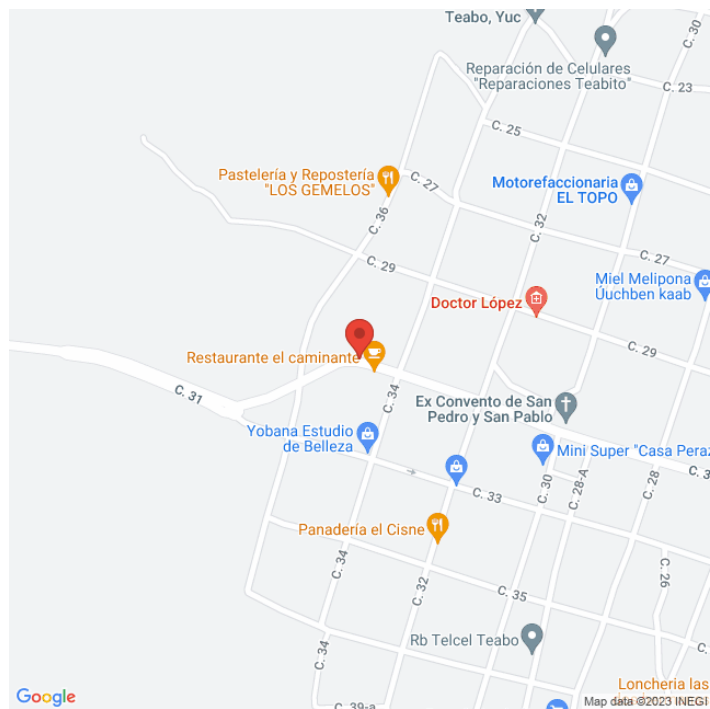 Teabo, Yuc
C. 30
Reparación de Celulares
"Reparaciones Teabito"
C. 23
C. 25
Pastelería y Repostería
"LOS GEMELOS"
C. 27
Motorefaccionaria
EL TOPO
C. 36
C. 32
C. 27
C. 29
Miel Melipona
Úuchben kaab
Doctor López
C. 29
Restaurante el caminante
C. 31
C. 34
Ex Convento de San
Pedro y San Pablo
Yobana Estudio
de Belleza
Mini Super "Casa Peraz
C. 3
C. 30
C. 28-A
C. 28
C. 33
Panadería el Cisne
C. 34
C. 32
C. 26
C. 35
Rb Telcel Teabo
C. 34
C.
Loncheria las
C. 39-a
Google
Map data ©2023 INEGI